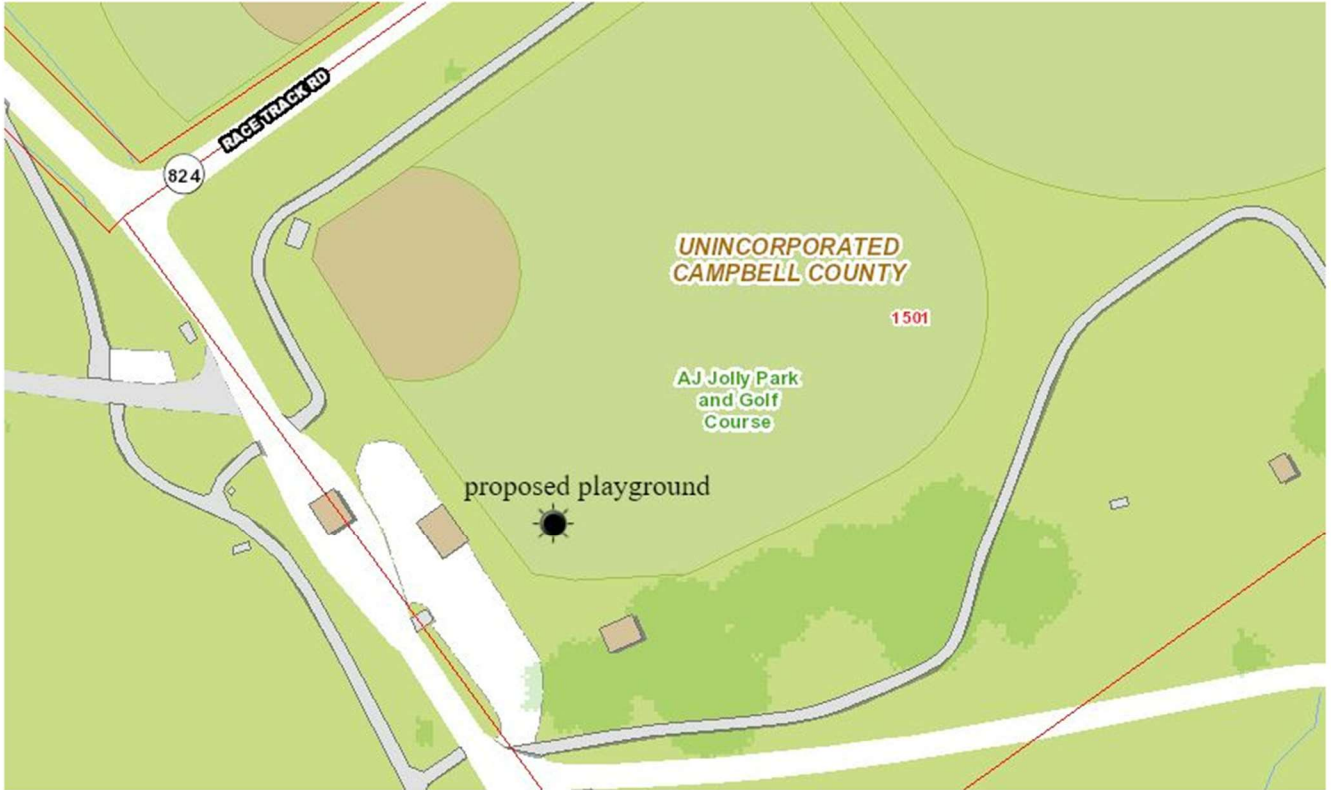 RACE TRACK RD
824
UNINCORPORATED
CAMPBELL COUNTY
1501
AJ Jolly Park
and Golf
Course
proposed playground